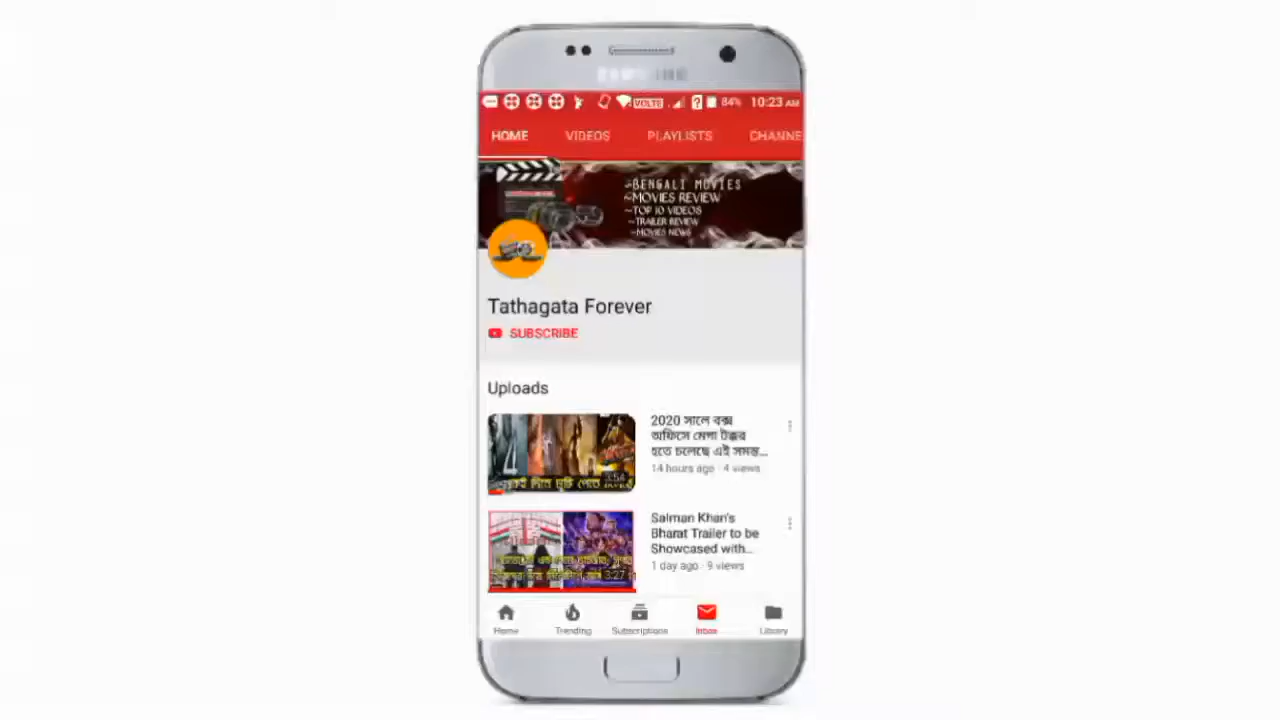 SAMSUNG
VOLTE 84% 10:23 AM
HOME VIDEOS PLAYLISTS CHANNE
~BENGALI MOVIES
~MOVIES REVIEW
~TOP 10 VIDEOS
~TRAILER REVIEW
~MOVIES NEWS
Tathagata Forever
SUBSCRIBE
Uploads
2020 সালে বক্স
অফিসে মেগা টক্কর
হতে চলেছে এই সমস্ত...
14 hours ago · 4 views
3:54
Salman Khan's
Bharat Trailer to be
Showcased with...
1 day ago · 9 views
3:27
Home Trending Subscriptions Inbox Library